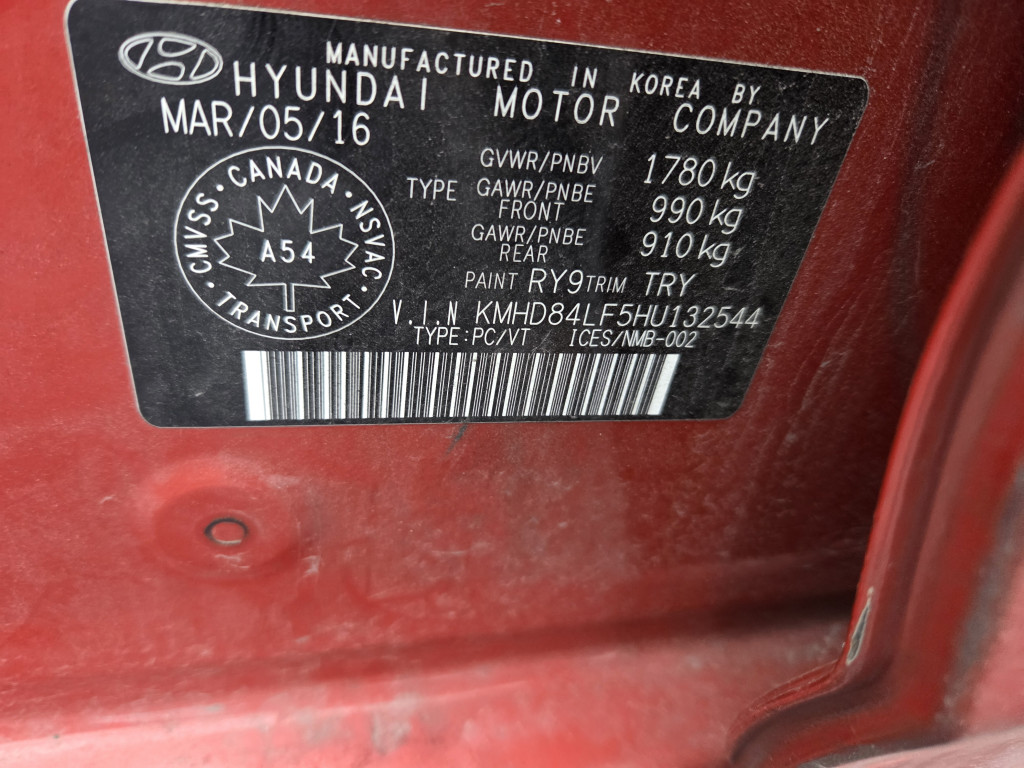 MANUFACTURED IN KOREA BY
HYUNDAI MOTOR COMPANY
MAR/05/16
CMVSS · CANADA · NSVAC · TRANSPORT ·
A54
GVWR/PNBV 1780 kg
TYPE GAWR/PNBE FRONT 990 kg
GAWR/PNBE REAR 910 kg
PAINT RY9 TRIM TRY
V.I.N KMHD84LF5HU132544
TYPE:PC/VT ICES/NMB-002